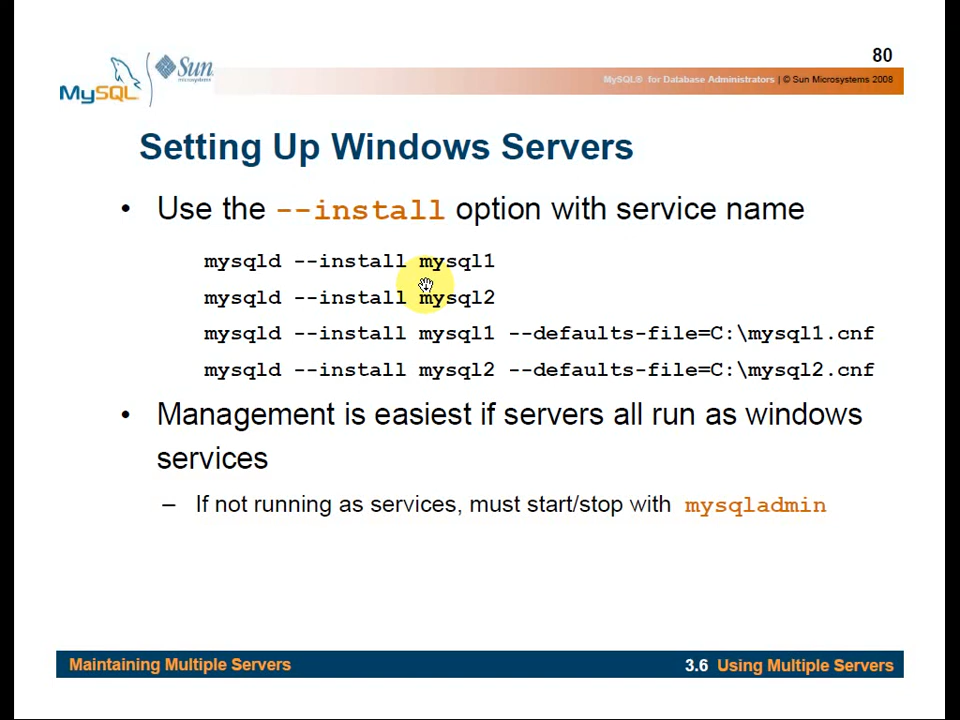 80
MySQL
Sun
microsystems
MySQL® for Database Administrators | © Sun Microsystems 2008
Setting Up Windows Servers
• Use the --install option with service name
mysqld --install mysql1
mysqld --install mysql2
mysqld --install mysql1 --defaults-file=C:\mysql1.cnf
mysqld --install mysql2 --defaults-file=C:\mysql2.cnf
• Management is easiest if servers all run as windows
services
– If not running as services, must start/stop with mysqladmin
Maintaining Multiple Servers
3.6 Using Multiple Servers